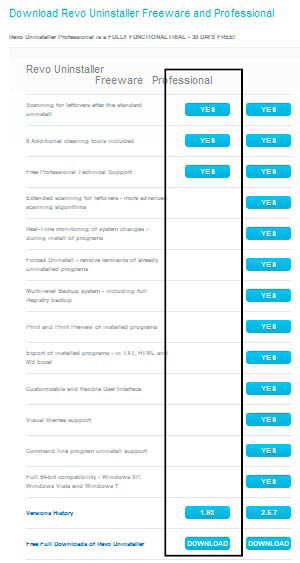 Download Revo Uninstaller Freeware and Professional
Revo Uninstaller Professional is a FULLY FUNCTIONAL TRIAL - 30 DAYS FREE!
Revo Uninstaller
Freeware Professional
Scanning for leftovers after the standard
uninstall
YES YES
8 Additional cleaning tools included
YES YES
Free Professional Technical Support
YES YES
Extended scanning for leftovers - more advanced
scanning algorithms
YES
Real-Time monitoring of system changes -
during install of programs
YES
Forced Uninstall - remove remnants of already
uninstalled programs
YES
Multi-level Backup system - including full
Registry backup
YES
Print and Print Preview of installed programs
YES
Export of installed programs - in TXT, HTML and
MS Excel
YES
Customizable and flexible User Interface
YES
Visual themes support
YES
Command line program uninstall support
YES
Full 64-bit compatibility - Windows XP,
Windows Vista and Windows 7
YES
Versions History
1.93 2.5.7
Free Full Downloads of Revo Uninstaller
DOWNLOAD DOWNLOAD